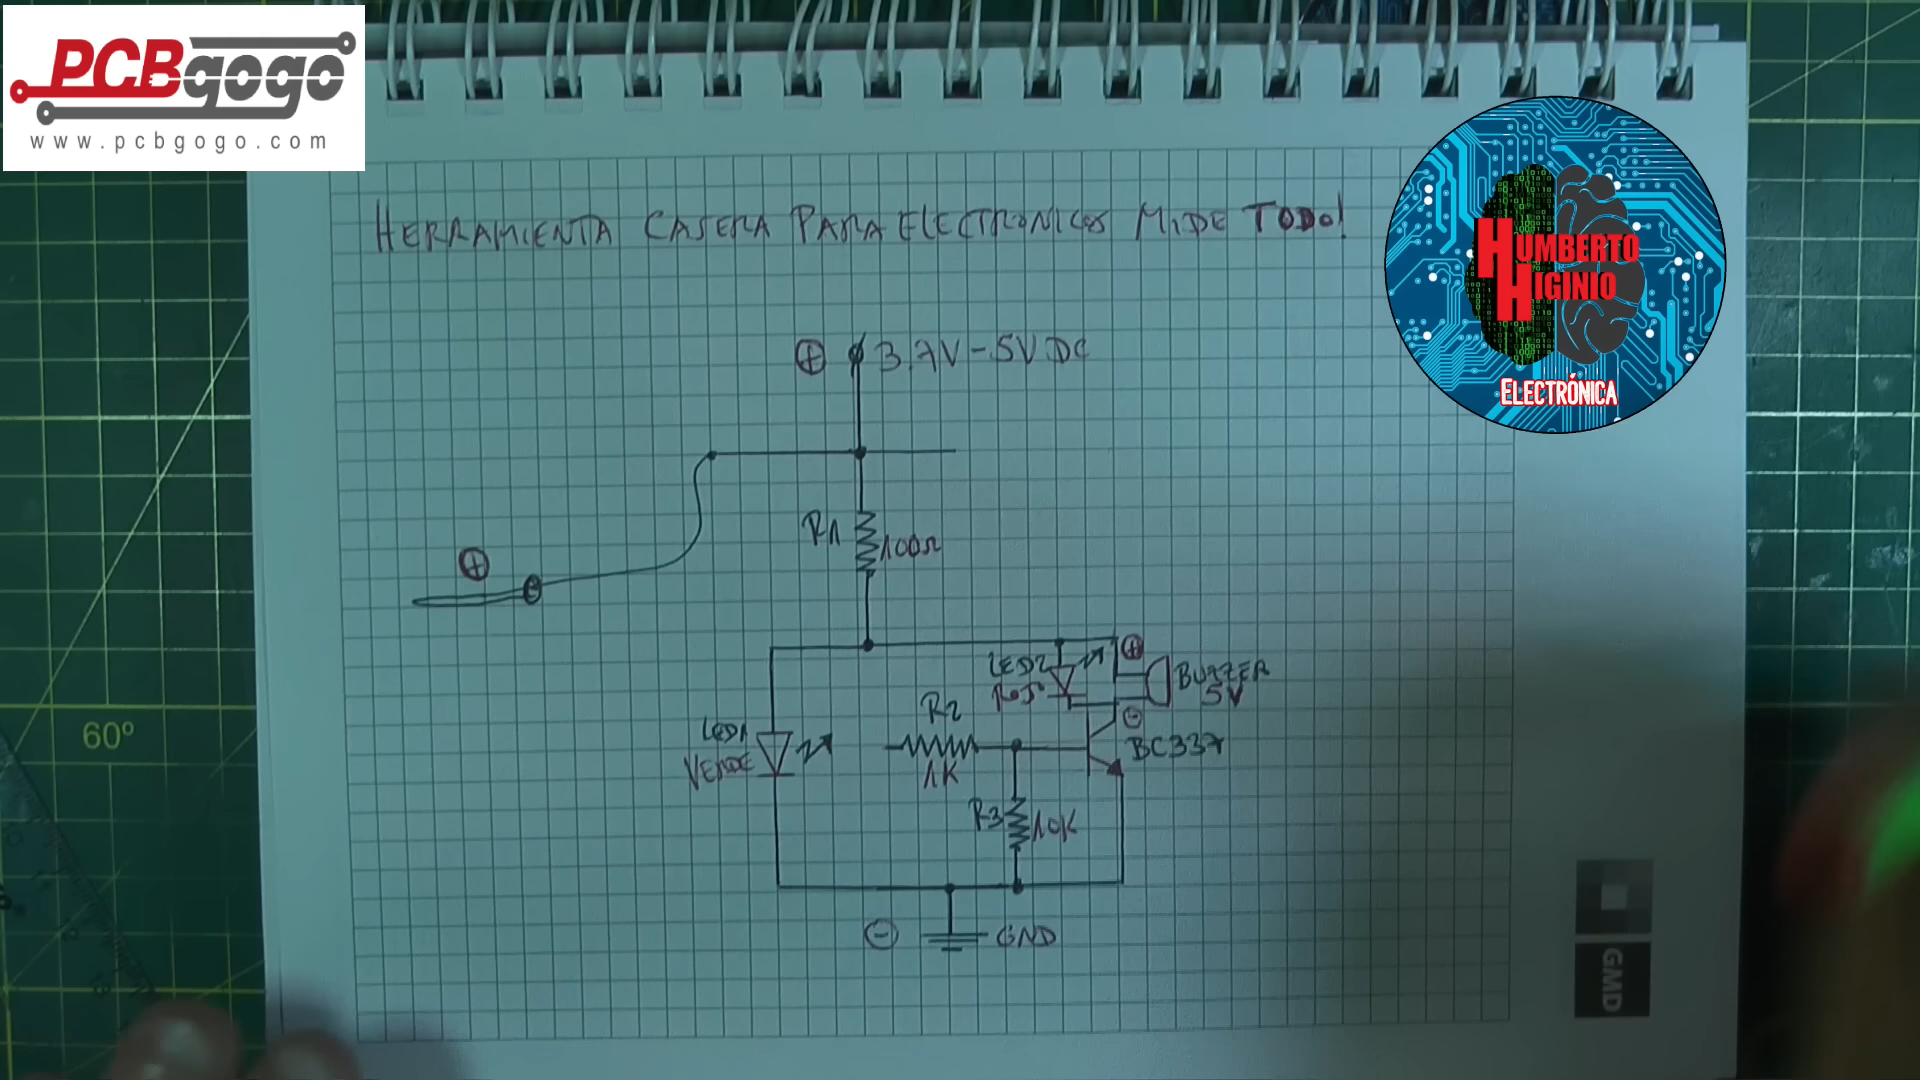 PCBgogo
www.pcbgogo.com
HERRAMIENTA CASERA PARA ELECTRONICOS MIDE TODO!
HUMBERTO
HIGINIO
ELECTRÓNICA
+ 3.7V-5V DC
R1
100Ω
+
LED2
ROJO
+
BUZZER
5V
-
R2
1K
BC337
LED1
VERDE
R3
10K
- GND
60º
GMD